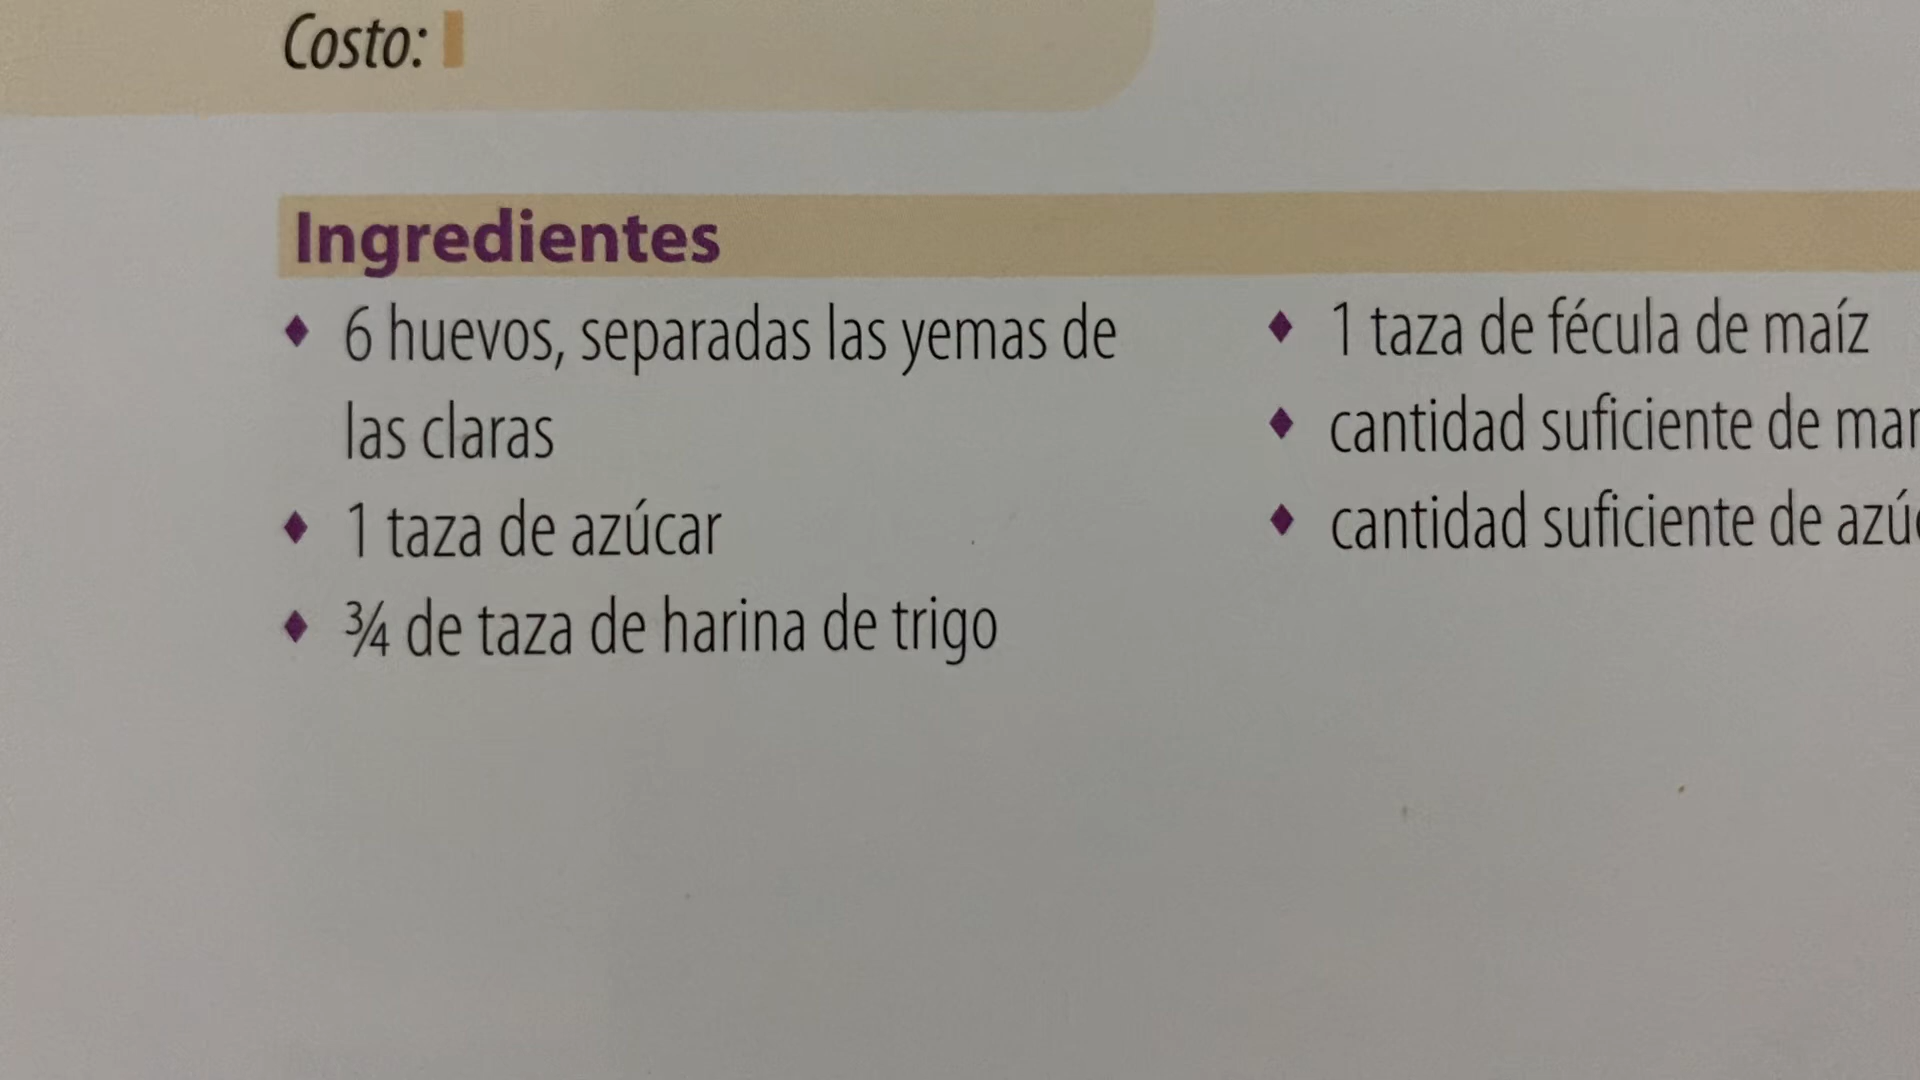 Costo:
Ingredientes
6 huevos, separadas las yemas de
las claras
1 taza de azúcar
¾ de taza de harina de trigo
1 taza de fécula de maíz
cantidad suficiente de
cantidad suficiente de